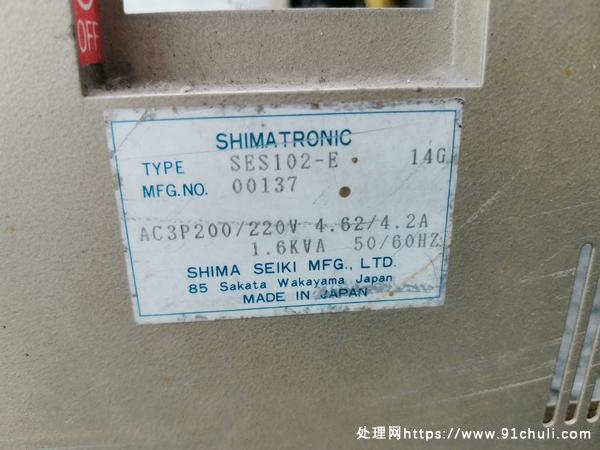 OFF
SHIMATRONIC
TYPE SES102-E 14G
MFG.NO. 00137
AC3P200/220V 4.62/4.2A
1.6KVA 50/60HZ
SHIMA SEIKI MFG., LTD.
85 Sakata Wakayama Japan
MADE IN JAPAN
处理网https://www.91chuli.com/